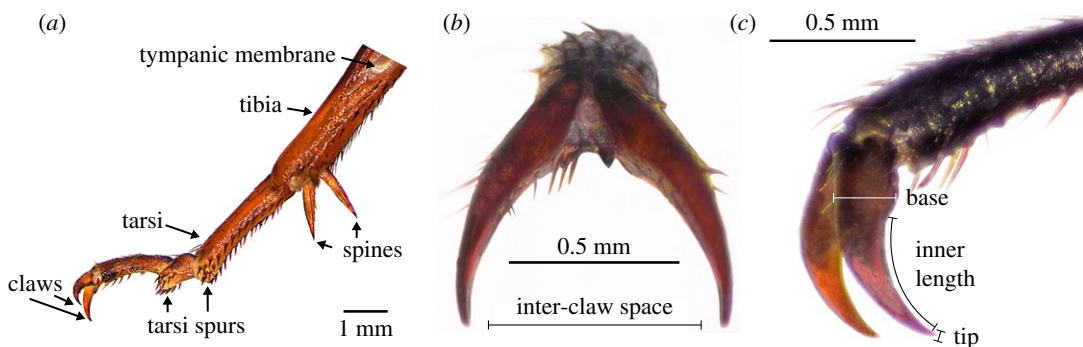 (a)
tympanic membrane
tibia
tarsi
spines
claws
tarsi spurs
1 mm
(b)
0.5 mm
inter-claw space
(c)
0.5 mm
base
inner
length
tip